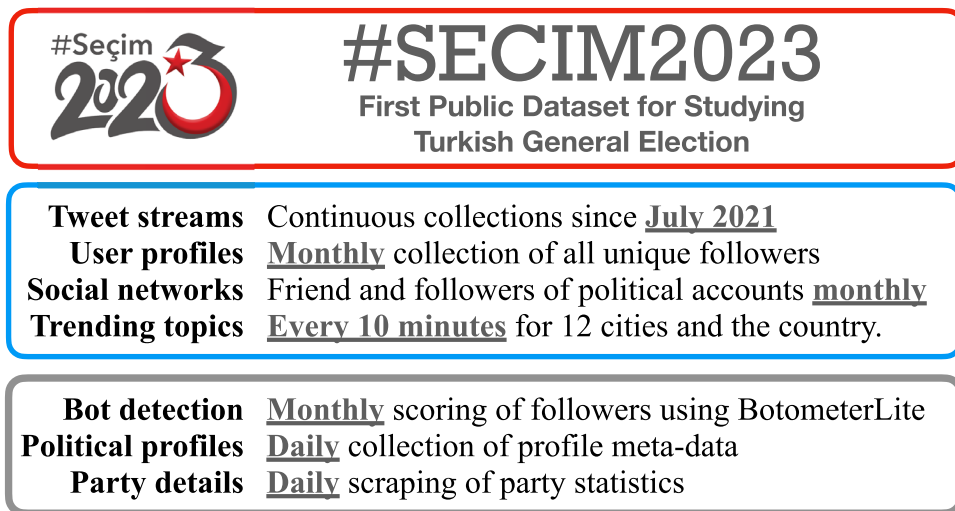 #Seçim
2023
#SECIM2023
First Public Dataset for Studying
Turkish General Election
Tweet streams Continuous collections since July 2021
User profiles Monthly collection of all unique followers
Social networks Friend and followers of political accounts monthly
Trending topics Every 10 minutes for 12 cities and the country.
Bot detection Monthly scoring of followers using BotometerLite
Political profiles Daily collection of profile meta-data
Party details Daily scraping of party statistics